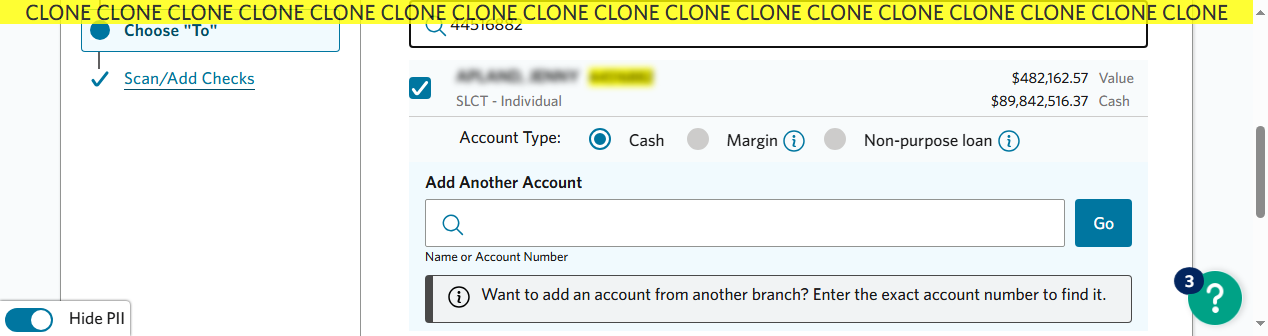 CLONE CLONE CLONE CLONE CLONE CLONE CLONE CLONE CLONE CLONE CLONE CLONE CLONE CLONE CLONE CLONE CLONE
Choose "To"
Scan/Add Checks
44516882
$482,162.57 Value
SLCT - Individual
$89,842,516.37 Cash
Account Type: Cash Margin Non-purpose loan
Add Another Account
Go
Name or Account Number
Want to add an account from another branch? Enter the exact account number to find it.
3
Hide PII